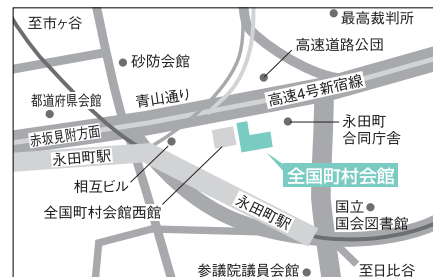 至市ヶ谷
最高裁判所
砂防会館
高速道路公団
都道府県会館
青山通り
高速4号新宿線
赤坂見附方面
永田町
合同庁舎
永田町駅
相互ビル
全国町村会館
全国町村会館西館
永田町駅
国立
国会図書館
参議院議員会館
至日比谷